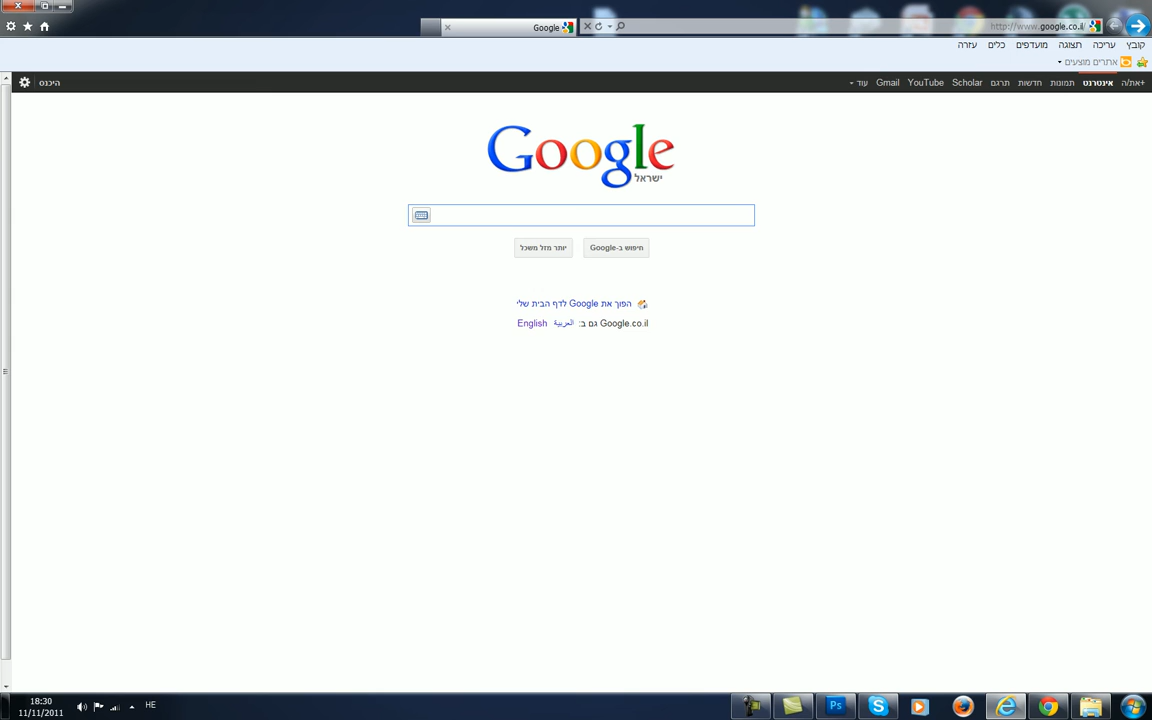 Google
http://www.google.co.il/
קובץ עריכה תצוגה מועדפים כלים עזרה
אתרים מוצעים
+את/ה אינטרנט תמונות חדשות תרגם Scholar YouTube Gmail עוד
היכנס
Google
ישראל
חיפוש ב-Google יותר מזל משכל
הפוך את Google לדף הבית שלי
Google.co.il גם ב: العربية English
Ps
HE
18:30
11/11/2011